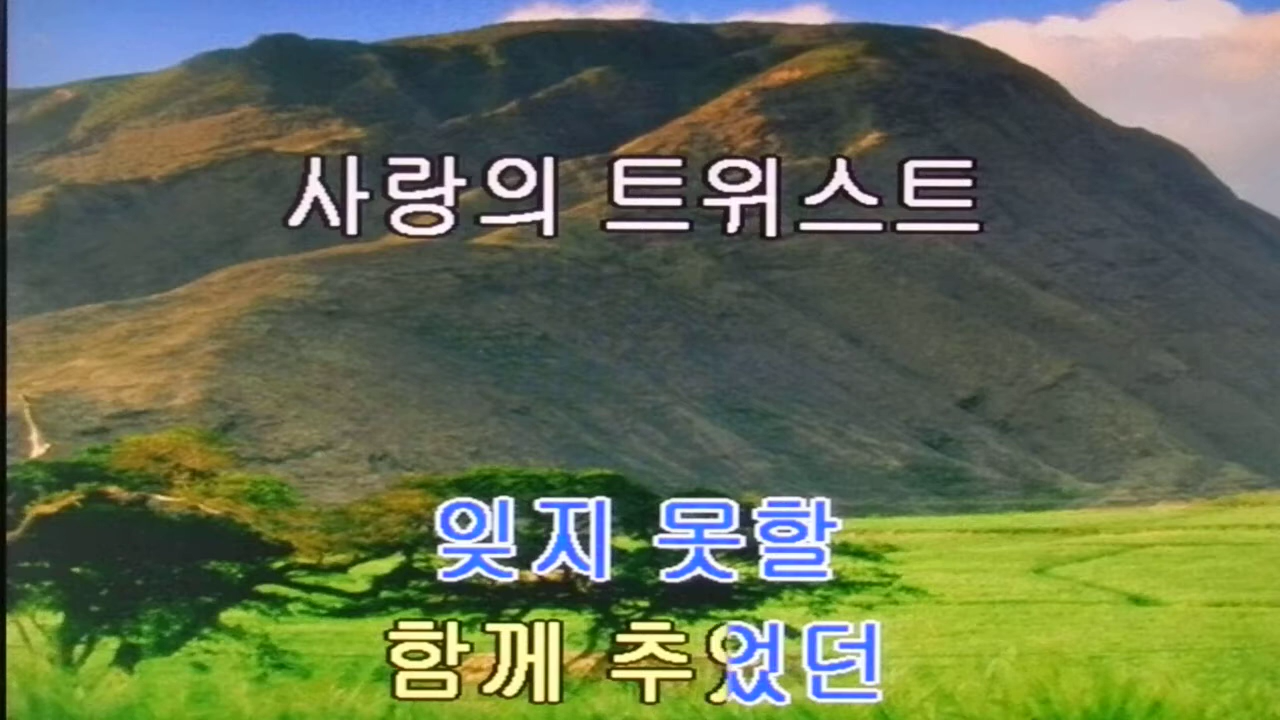 사랑의 트위스트
잊지 못할
함께 추었던